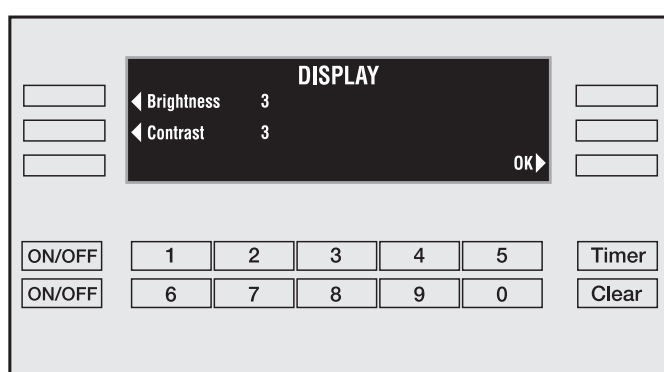 DISPLAY
◀ Brightness 3
◀ Contrast 3
OK▶
ON/OFF 1 2 3 4 5 Timer
ON/OFF 6 7 8 9 0 Clear